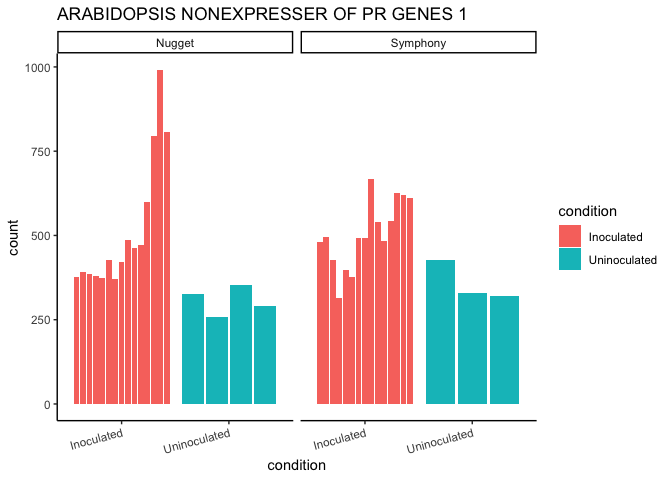 ARABIDOPSIS NONEXPRESSER OF PR GENES 1
Nugget
Symphony
1000
750
500
250
0
count
Inoculated
Uninoculated
Inoculated
Uninoculated
condition
condition
Inoculated
Uninoculated